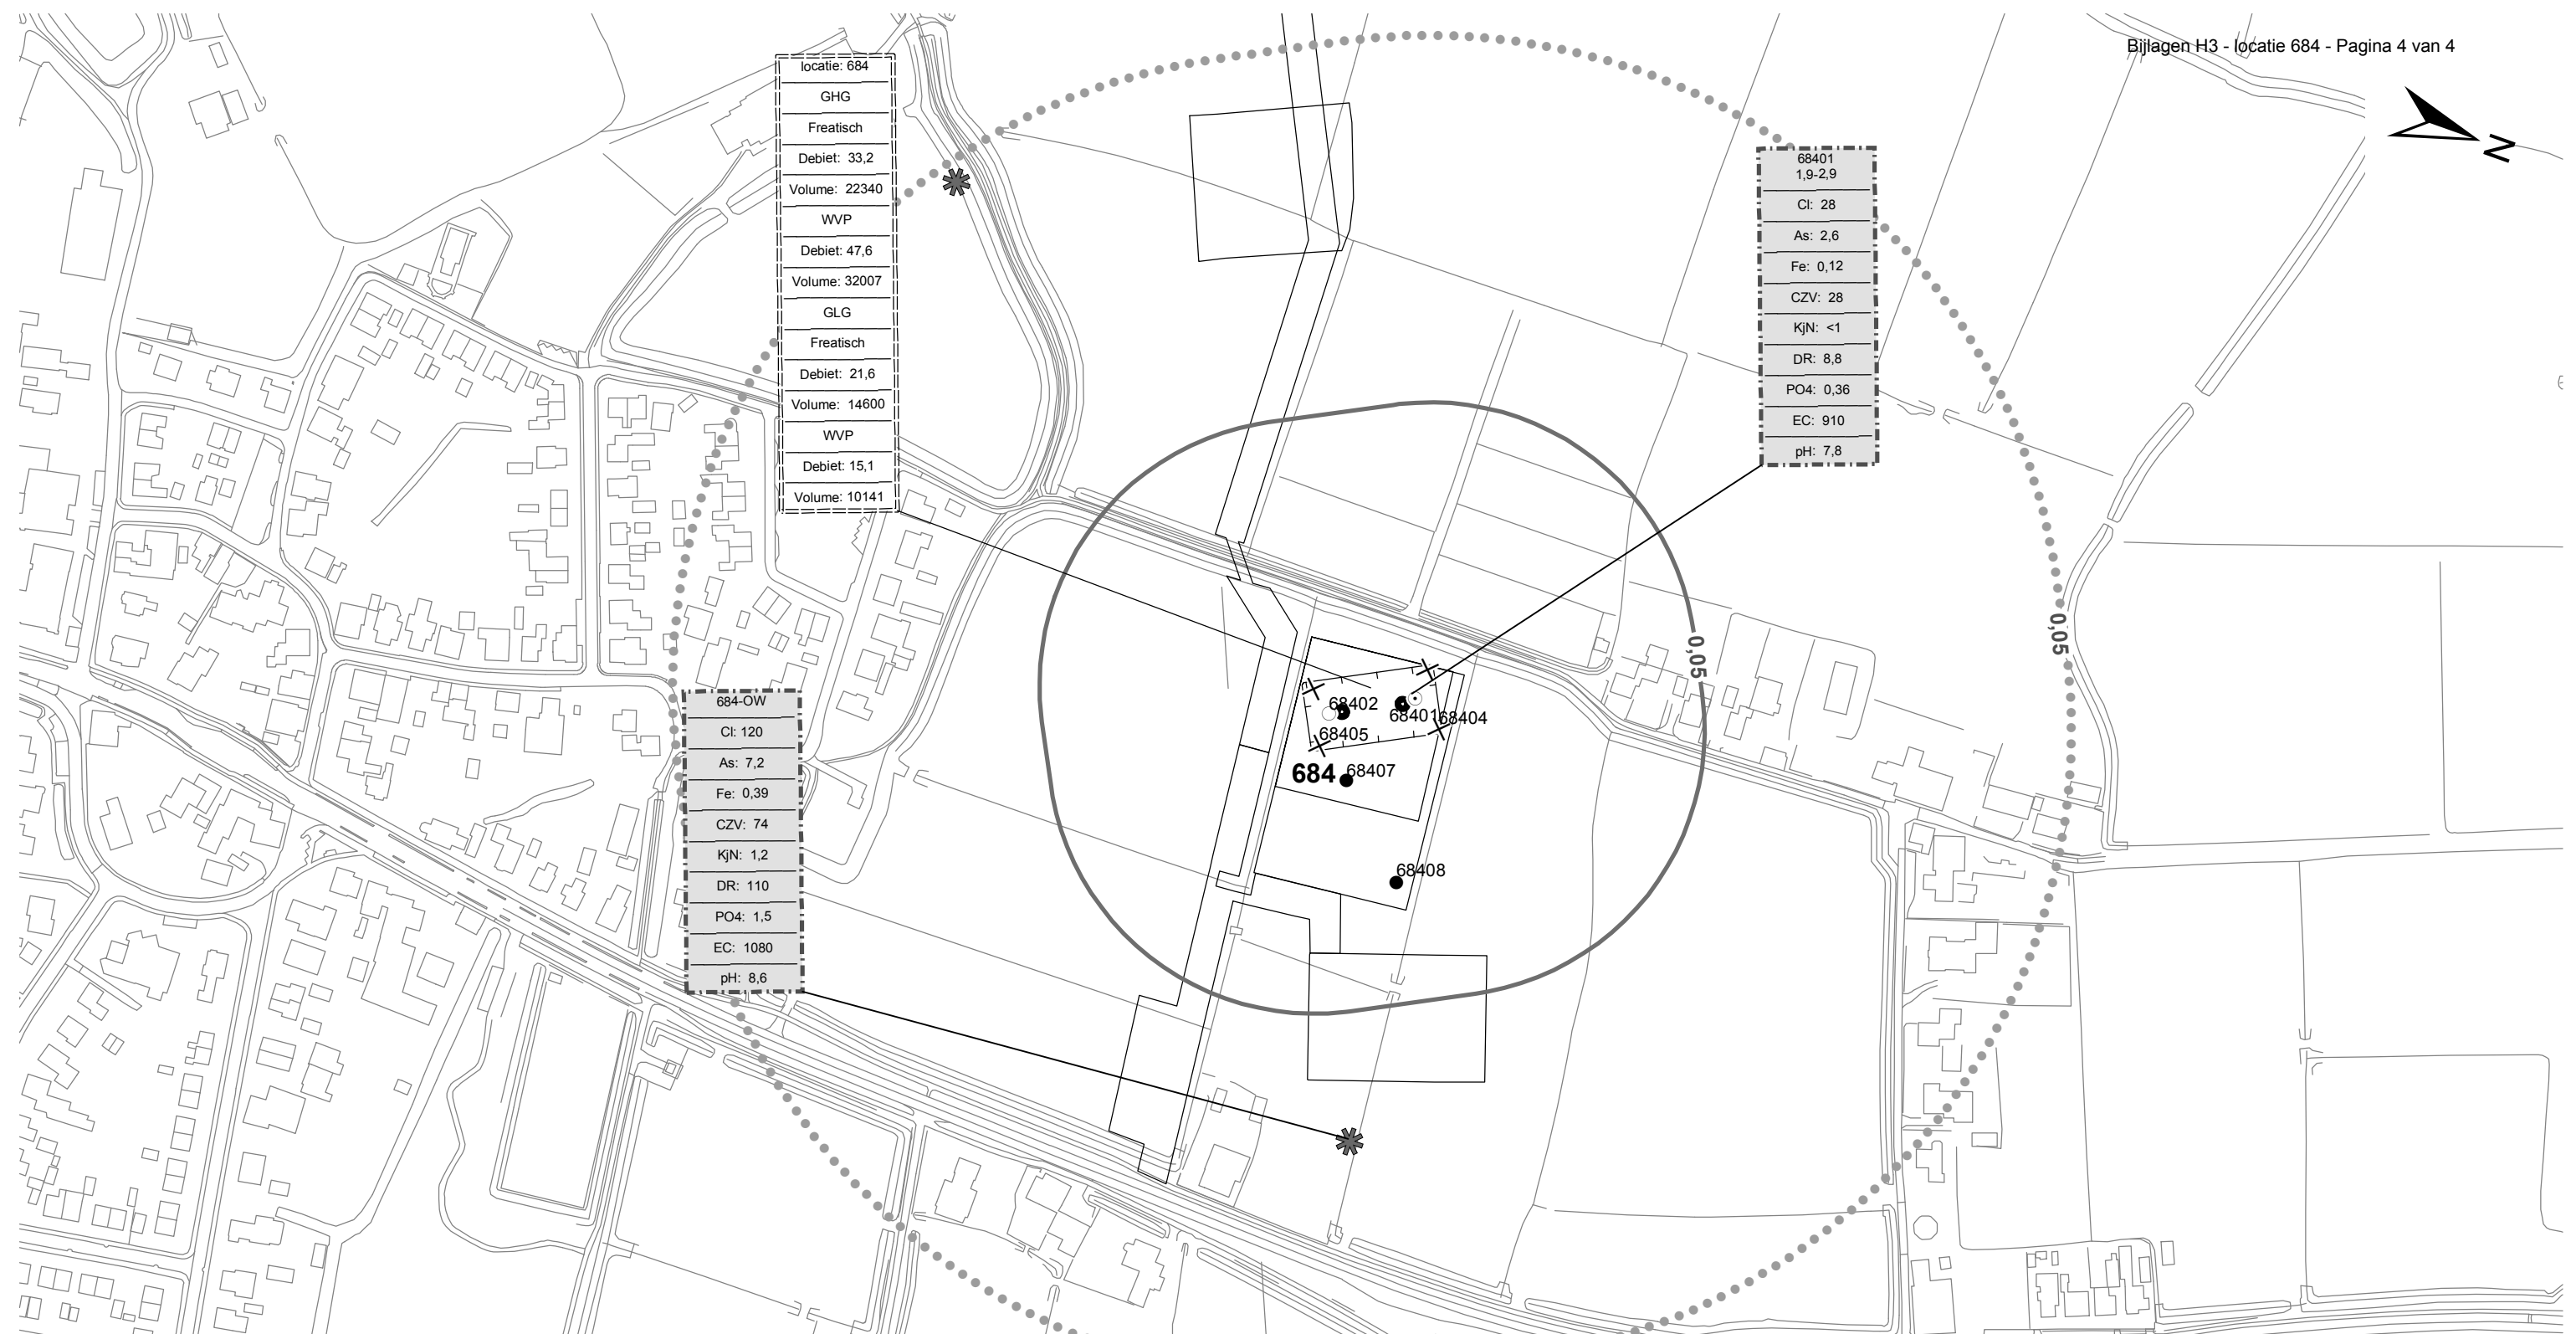 Bijlagen H3 - locatie 684 - Pagina 4 van 4
N
locatie: 684
GHG
Freatisch
Debiet: 33,2
Volume: 22340
WVP
Debiet: 47,6
Volume: 32007
GLG
Freatisch
Debiet: 21,6
Volume: 14600
WVP
Debiet: 15,1
Volume: 10141
68401
1,9-2,9
Cl: 28
As: 2,6
Fe: 0,12
CZV: 28
KjN: <1
DR: 8,8
PO4: 0,36
EC: 910
pH: 7,8
0,05
0,05
68402
68401
68404
68405
684
68407
68408
684-OW
Cl: 120
As: 7,2
Fe: 0,39
CZV: 74
KjN: 1,2
DR: 110
PO4: 1,5
EC: 1080
pH: 8,6